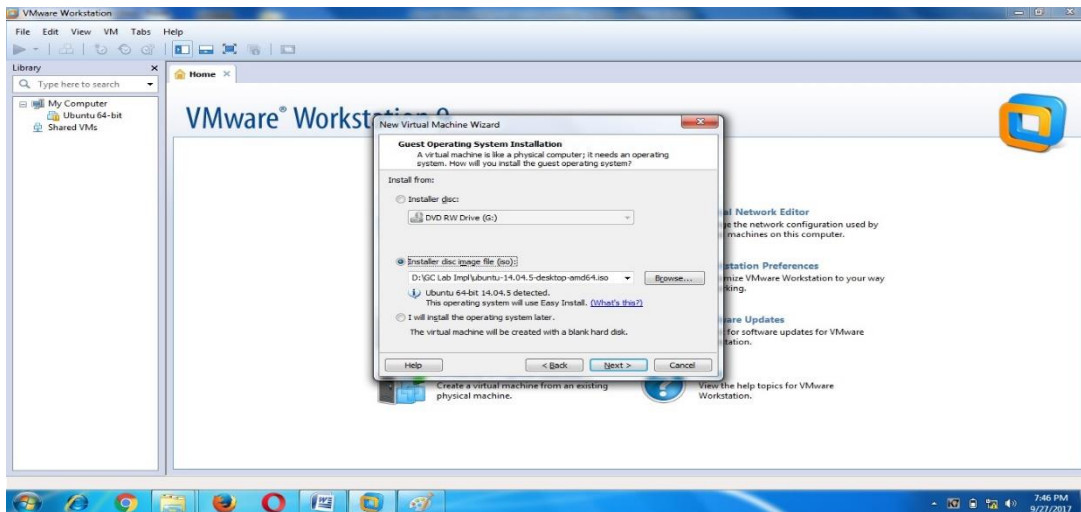 VMware Workstation
File Edit View VM Tabs Help
Library
Type here to search
My Computer
Ubuntu 64-bit
Shared VMs
Home
VMware® Workstation 9
New Virtual Machine Wizard
Guest Operating System Installation
A virtual machine is like a physical computer; it needs an operating
system. How will you install the guest operating system?
Install from:
Installer disc:
DVD RW Drive (G:)
Installer disc image file (iso):
D:\GC Lab Impl\ubuntu-14.04.5-desktop-amd64.iso
Browse...
Ubuntu 64-bit 14.04.5 detected.
This operating system will use Easy Install. (What's this?)
I will install the operating system later.
The virtual machine will be created with a blank hard disk.
Help
< Back
Next >
Cancel
Network Editor
the network configuration used by
machines on this computer.
Preferences
VMware Workstation to your way
Updates
for software updates for VMware
Create a virtual machine from an existing
physical machine.
View the help topics for VMware
Workstation.
7:46 PM
9/27/2017